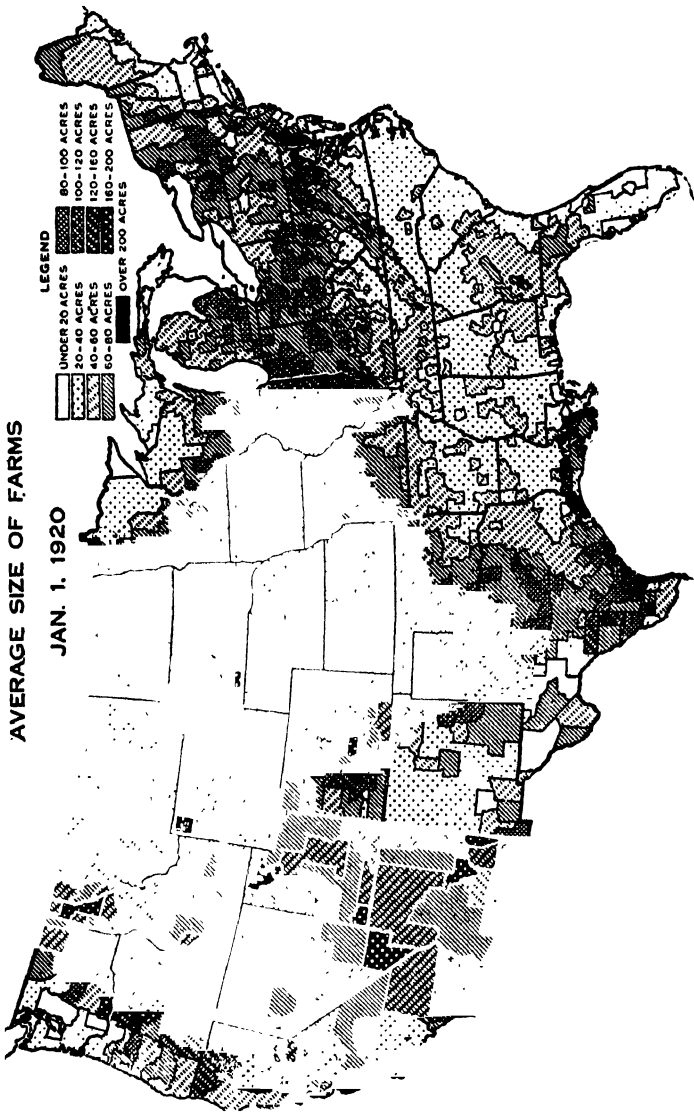 AVERAGE SIZE OF FARMS
JAN. 1. 1920
LEGEND
UNDER 20 ACRES 80-100 ACRES
20-40 ACRES 100-120 ACRES
40-60 ACRES 120-160 ACRES
60-80 ACRES 160-200 ACRES
OVER 200 ACRES